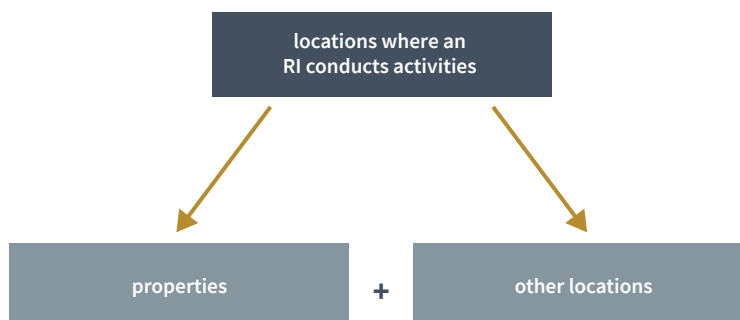 locations where an
RI conducts activities
properties
+
other locations